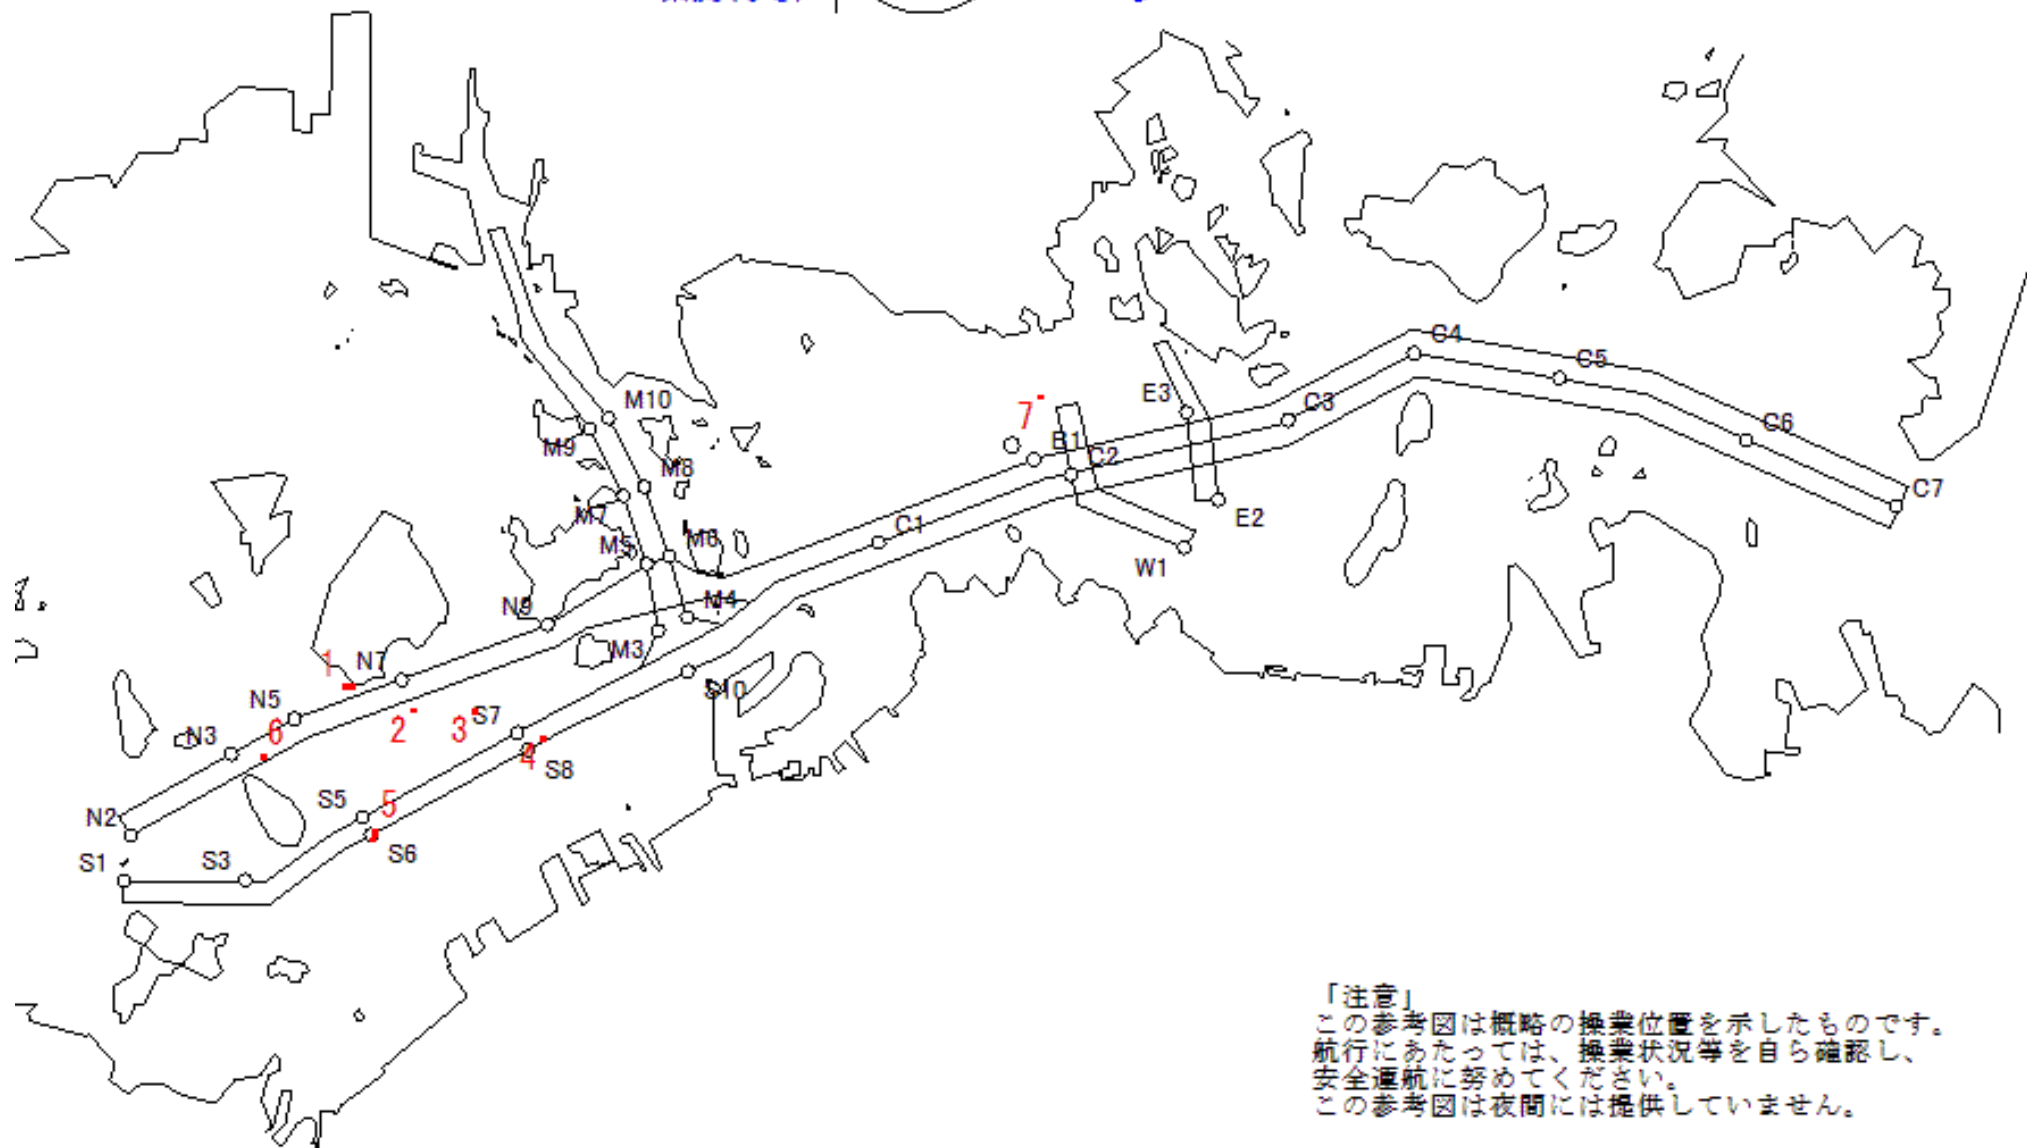 C4
C5
E3
7
M10
C3
C6
M9
B1
C2
M8
C7
M7
E2
C1
M5
M6
W1
N9
M4
M3
1
N7
S10
N5
6
2
3
S7
N3
4
S8
S5
5
N2
S6
S1
S3
「注意」
この参考図は概略の操業位置を示したものです。
航行にあたっては、操業状況等を自ら確認し、
安全運航に努めてください。
この参考図は夜間には提供していません。